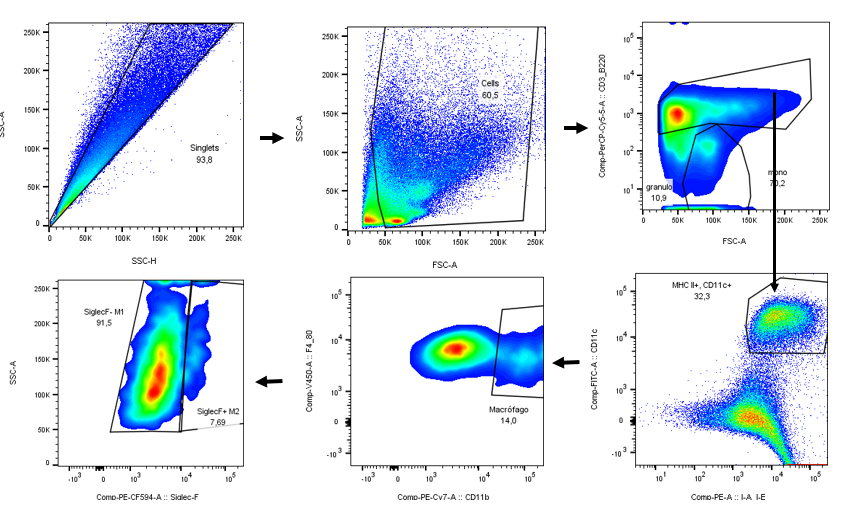 250K
200K
150K
100K
50K
0
SSC-A
Singlets
93,8
0
50K
100K
150K
200K
250K
SSC-H
250K
200K
150K
100K
50K
0
SSC-A
Cells
60,5
0
50K
100K
150K
200K
250K
FSC-A
10^5
10^4
10^3
10^2
10^1
Comp-PerCP-Cy5-5-A :: CD3_B220
granulo
10,9
mono
70,2
0
50K
100K
150K
200K
250K
FSC-A
250K
200K
150K
100K
50K
0
SSC-A
SiglecF- M1
91,5
SiglecF+ M2
7,69
-10^3
0
10^3
10^4
10^5
Comp-PE-CF594-A :: Siglec-F
10^5
10^4
10^3
0
-10^3
Comp-V450-A :: F4_80
Macrófago
14,0
-10^3
0
10^3
10^4
10^5
Comp-PE-Cy7-A :: CD11b
10^5
10^4
10^3
0
-10^3
Comp-FITC-A :: CD11c
MHC II+, CD11c+
32,3
10^1
10^2
10^3
10^4
10^5
Comp-PE-A :: I-A_I-E